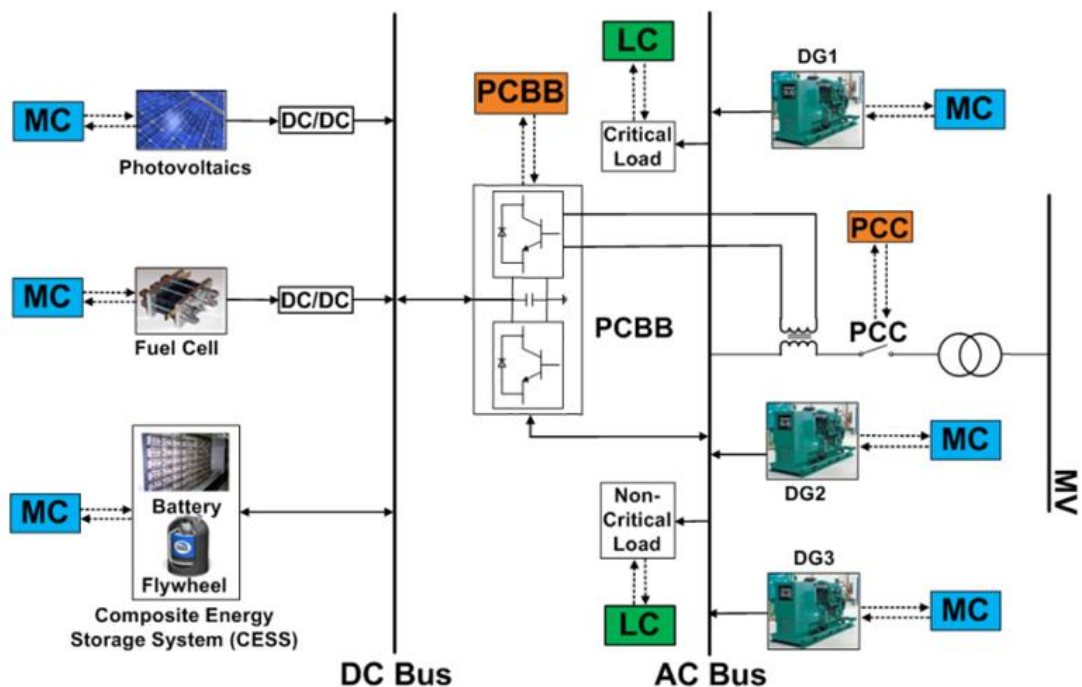 MC
Photovoltaics
DC/DC
MC
Fuel Cell
DC/DC
MC
Battery
Flywheel
Composite Energy
Storage System (CESS)
DC Bus
PCBB
PCBB
LC
Critical
Load
Non-
Critical
Load
LC
AC Bus
DG1
MC
PCC
PCC
DG2
MC
DG3
MC
MV